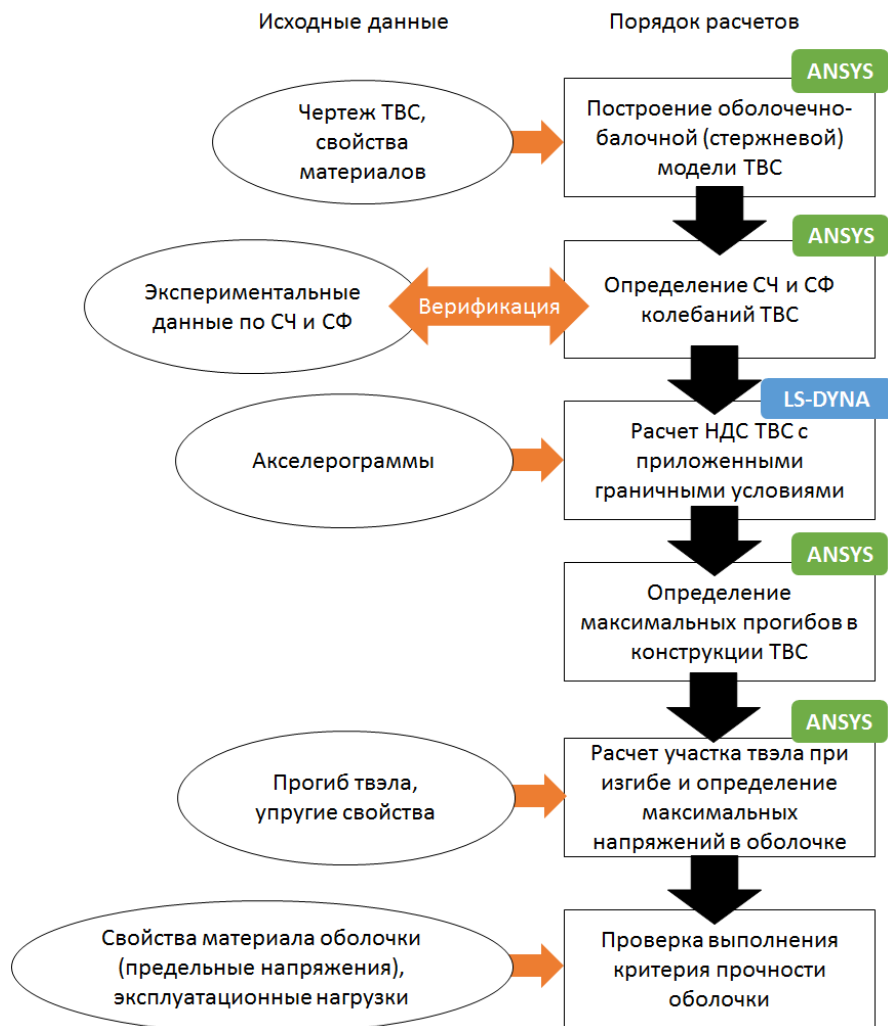 Исходные данные
Порядок расчетов
ANSYS
Чертеж ТВС,
свойства
материалов
Построение оболочечно-
балочной (стержневой)
модели ТВС
ANSYS
Экспериментальные
данные по СЧ и СФ
Верификация
Определение СЧ и СФ
колебаний ТВС
LS-DYNA
Акселерограммы
Расчет НДС ТВС с
приложенными
граничными условиями
ANSYS
Определение
максимальных прогибов в
конструкции ТВС
ANSYS
Прогиб твэла,
упругие свойства
Расчет участка твэла при
изгибе и определение
максимальных
напряжений в оболочке
Свойства материала оболочки
(предельные напряжения),
эксплуатационные нагрузки
Проверка выполнения
критерия прочности
оболочки